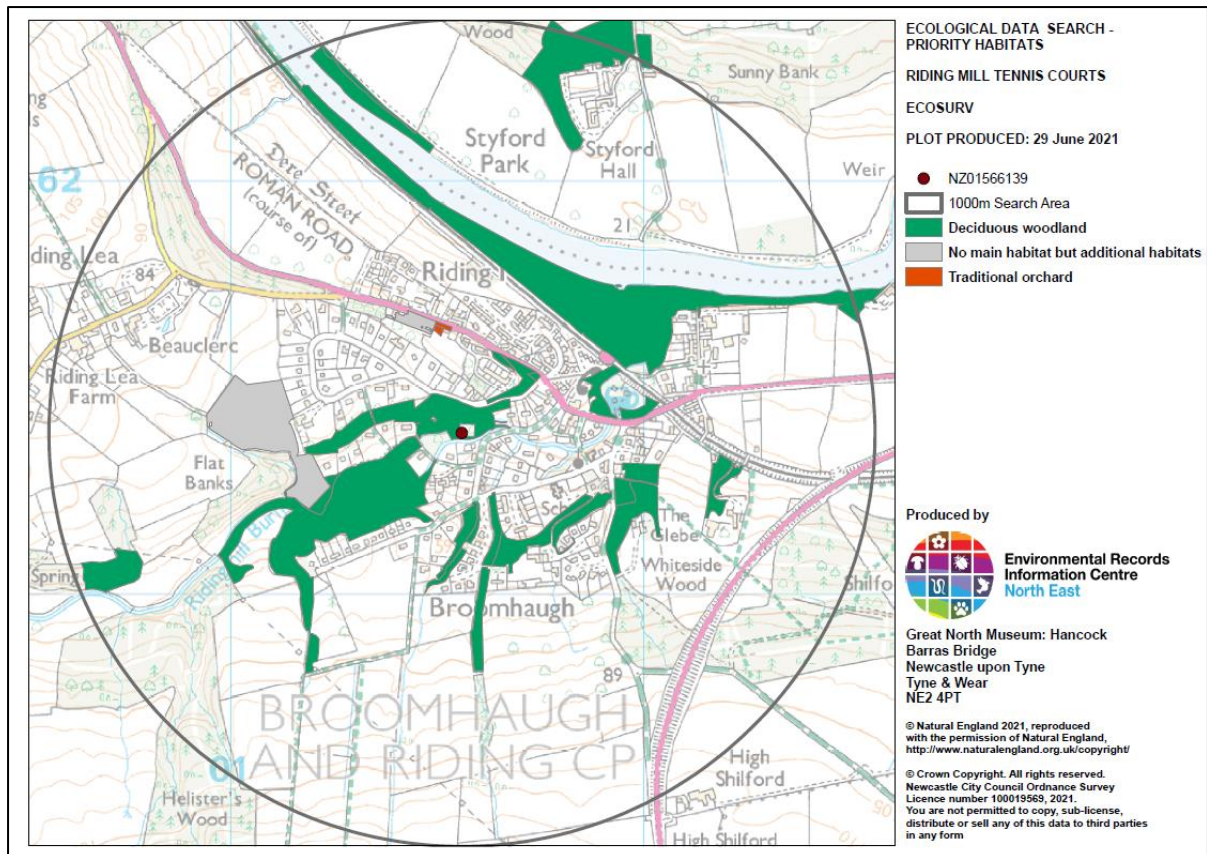 ECOLOGICAL DATA SEARCH -
PRIORITY HABITATS
RIDING MILL TENNIS COURTS
ECOSURV
PLOT PRODUCED: 29 June 2021
NZ01566139
1000m Search Area
Deciduous woodland
No main habitat but additional habitats
Traditional orchard
Produced by
Environmental Records
Information Centre
North East
Great North Museum: Hancock
Barras Bridge
Newcastle upon Tyne
Tyne & Wear
NE2 4PT
© Natural England 2021, reproduced
with the permission of Natural England,
http://www.naturalengland.org.uk/copyright/
© Crown Copyright. All rights reserved.
Newcastle City Council Ordnance Survey
Licence number 100019569, 2021.
You are not permitted to copy, sub-license,
distribute or sell any of this data to third parties
in any form
Wood
Sunny Bank
Styford
Park
Styford
Hall
Weir
62
Dere Street
ROMAN ROAD
(course of)
21
105
90
ding Lea
84
Riding
Beauclerc
Riding Lea
Farm
Flat
Banks
Spring
Sch
The
Glebe
Whiteside
Wood
Shilfo
Broomhaugh
89
BROOMHAUGH
AND RIDING CP
01
Helister's
Wood
High
Shilford
High Shilford